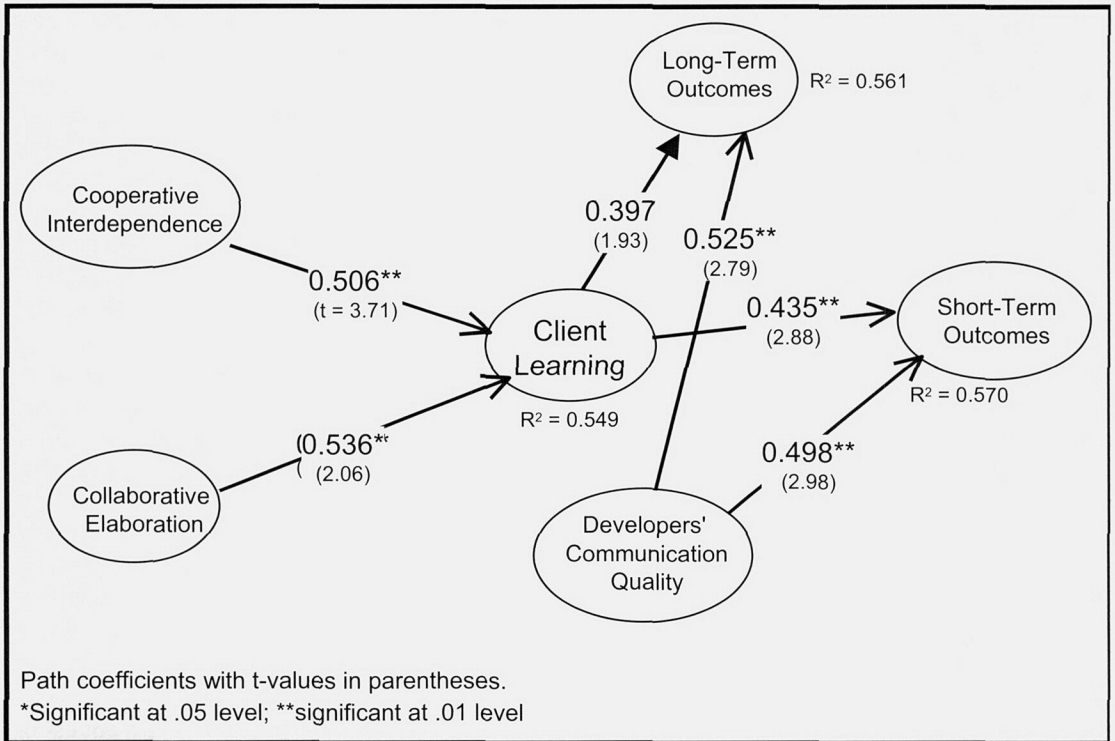 Long-Term
Outcomes
R² = 0.561
Cooperative
Interdependence
0.397
(1.93)
0.525**
(2.79)
0.506**
(t = 3.71)
Client
Learning
R² = 0.549
0.435**
(2.88)
Short-Term
Outcomes
R² = 0.570
0.536**
(2.06)
0.498**
(2.98)
Collaborative
Elaboration
Developers'
Communication
Quality
Path coefficients with t-values in parentheses.
*Significant at .05 level; **significant at .01 level